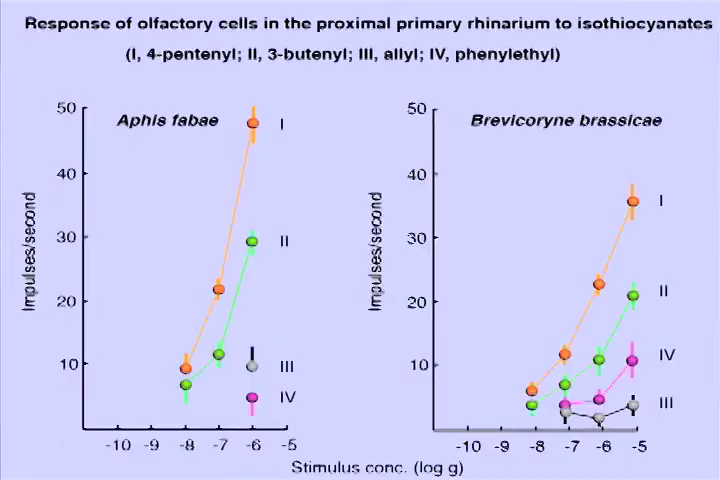 Response of olfactory cells in the proximal primary rhinarium to isothiocyanates
(I, 4-pentenyl; II, 3-butenyl; III, allyl; IV, phenylethyl)
Aphis fabae
Impulses/second
50
40
30
20
10
I
II
III
IV
-10 -9 -8 -7 -6 -5
Brevicoryne brassicae
Impulses/second
50
40
30
20
10
I
II
IV
III
-10 -9 -8 -7 -6 -5
Stimulus conc. (log g)